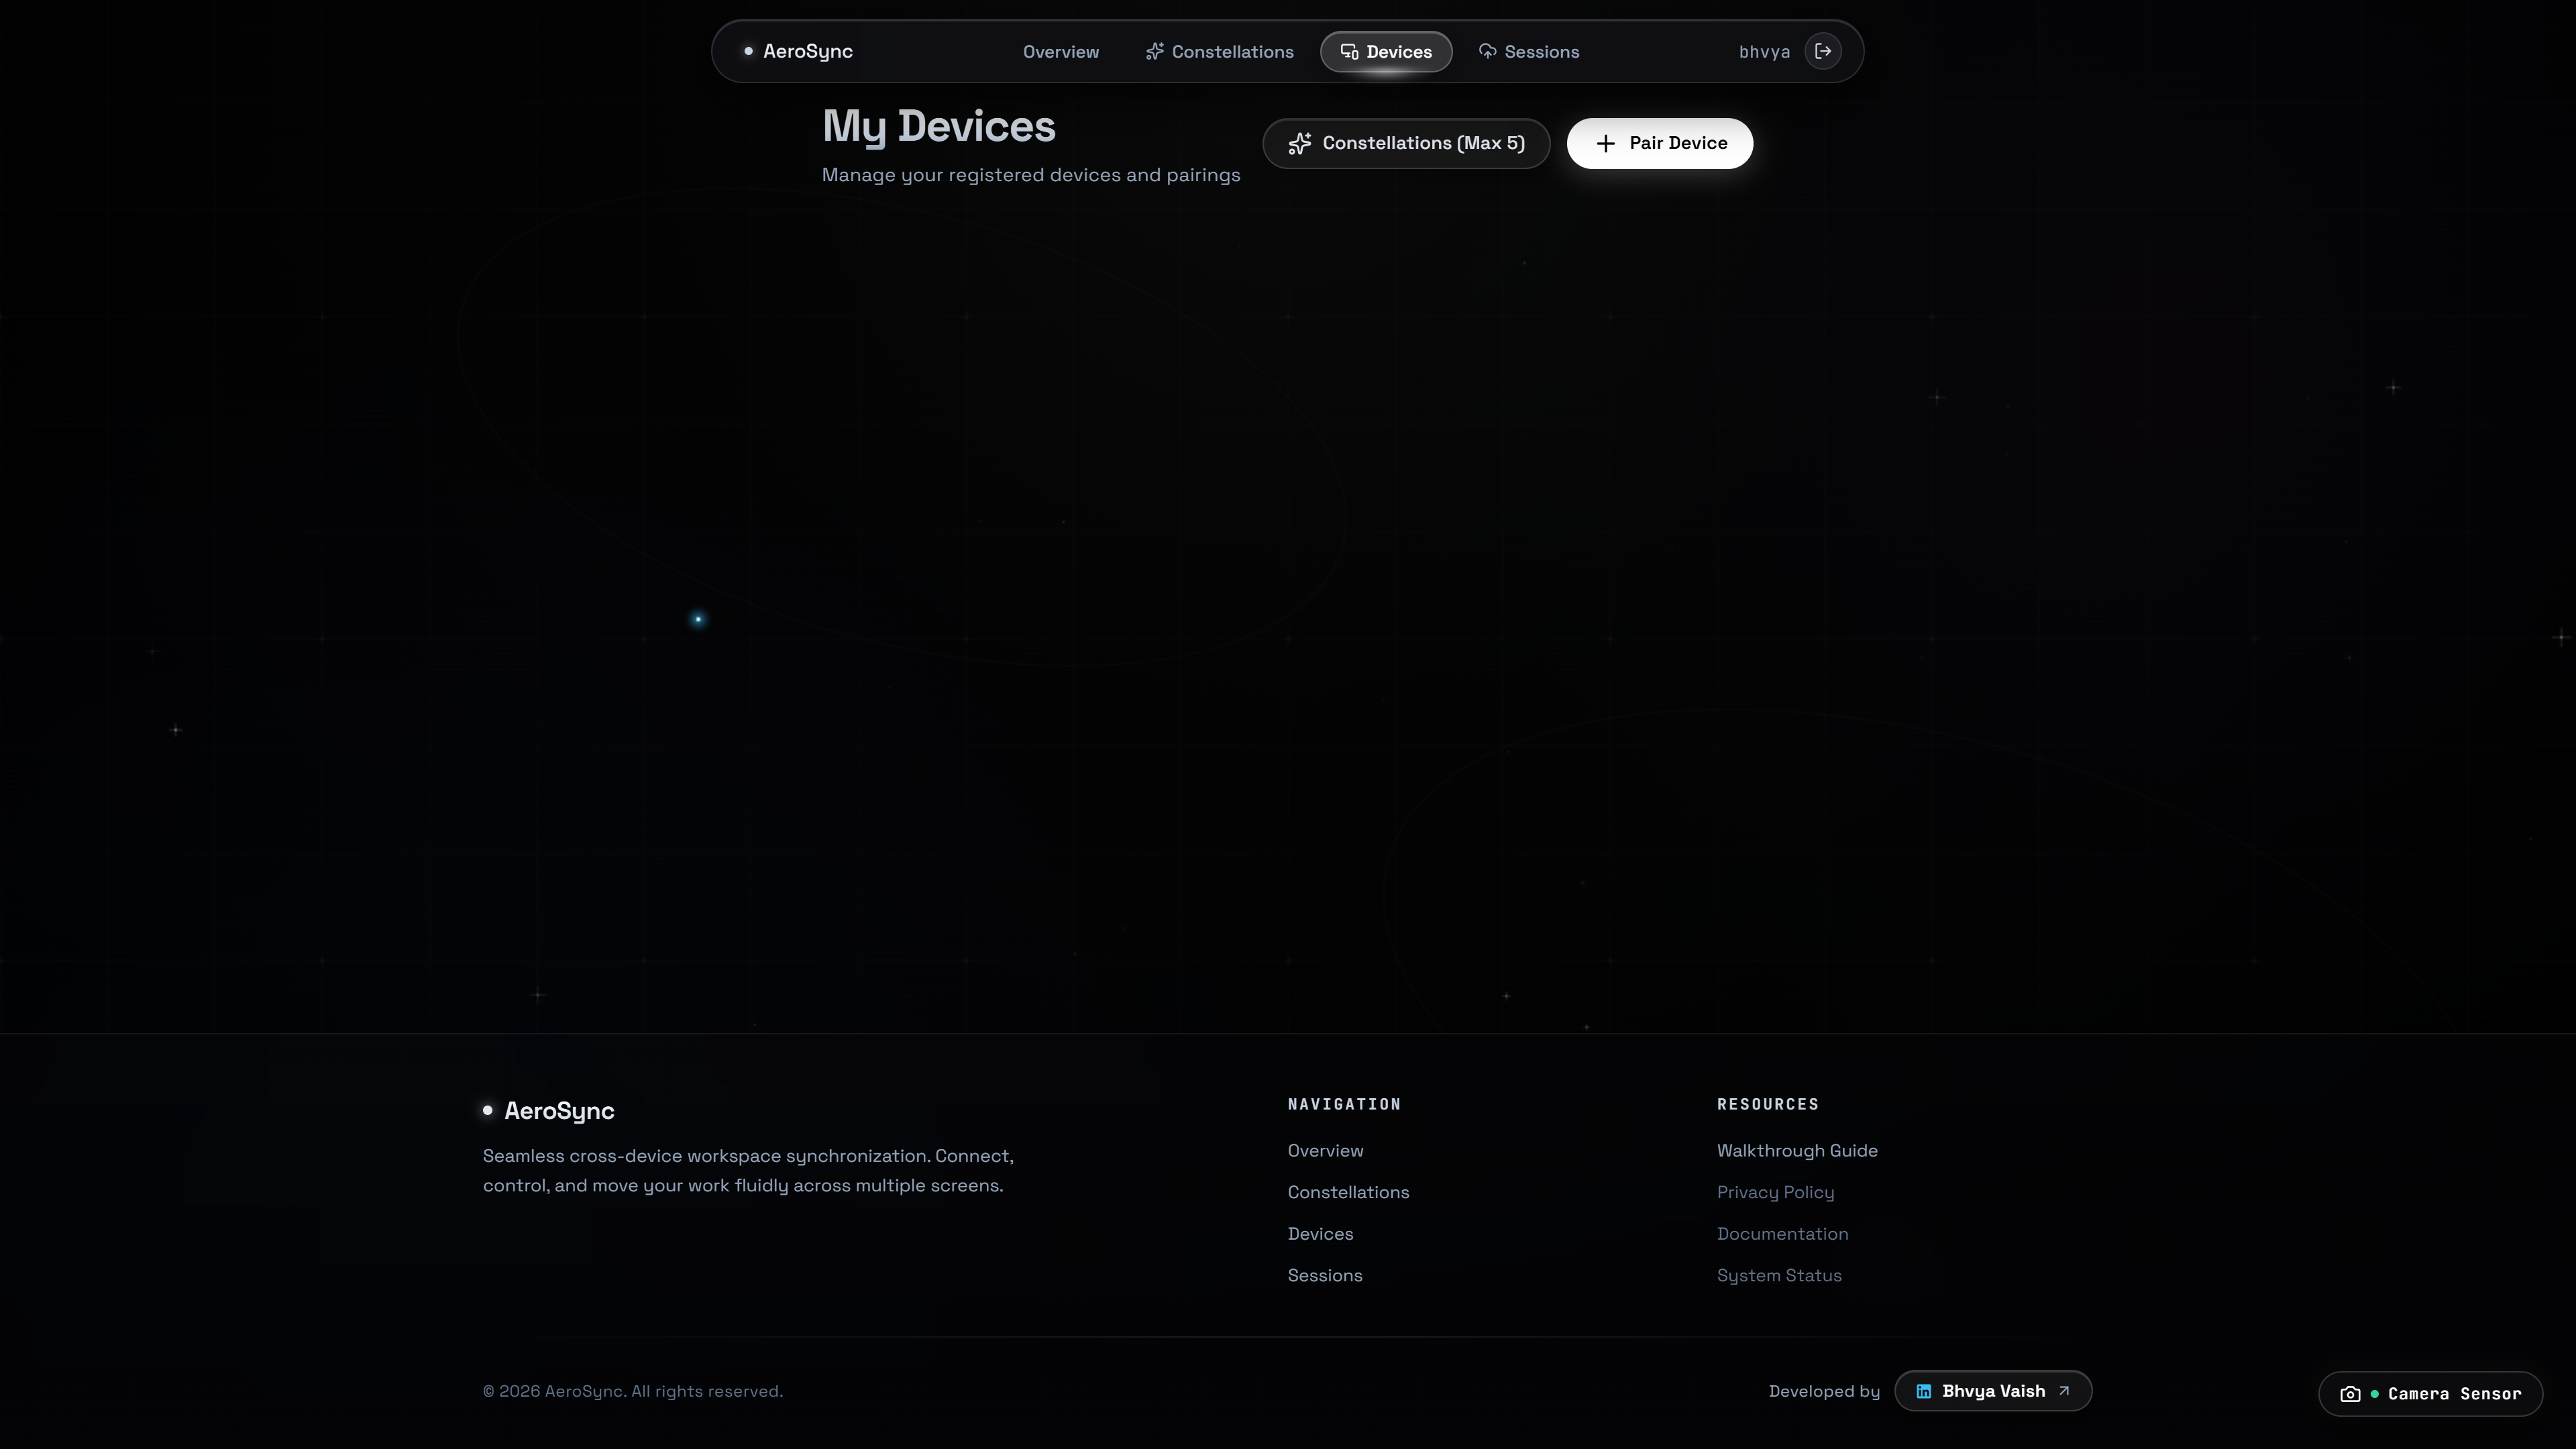 AeroSync
Overview
Constellations
Devices
Sessions
bhvya
My Devices
Manage your registered devices and pairings
Constellations (Max 5)
Pair Device
AeroSync
Seamless cross-device workspace synchronization. Connect,
control, and move your work fluidly across multiple screens.
NAVIGATION
Overview
Constellations
Devices
Sessions
RESOURCES
Walkthrough Guide
Privacy Policy
Documentation
System Status
© 2026 AeroSync. All rights reserved.
Developed by
Bhvya Vaish
Camera Sensor